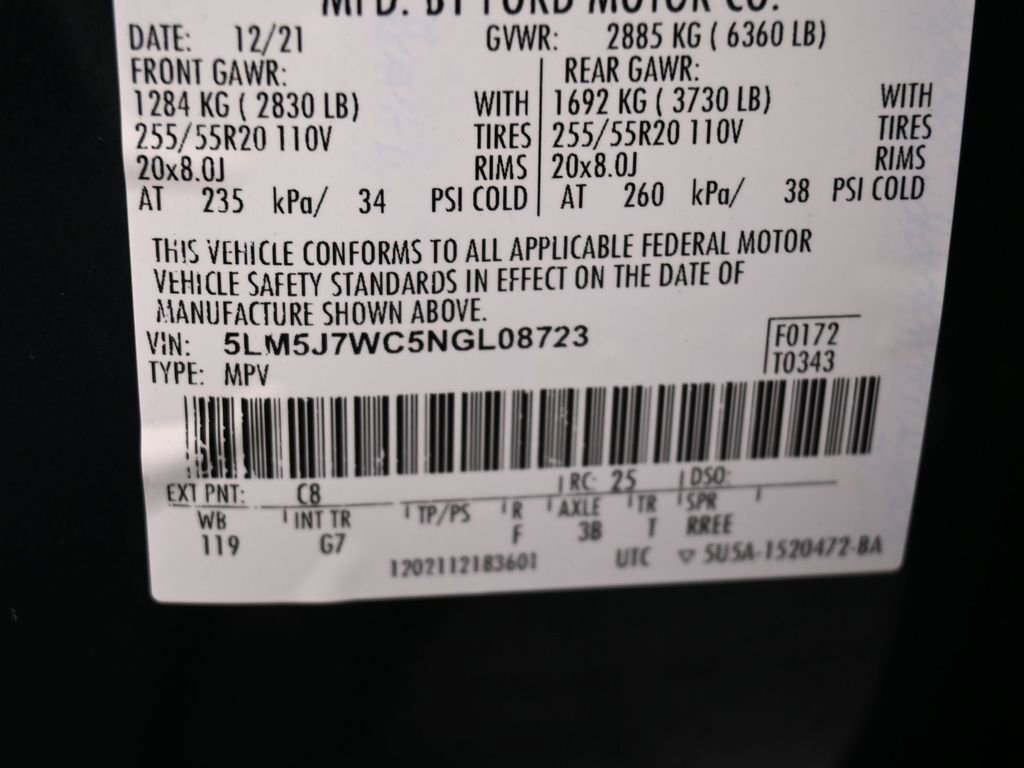 MFD. BY FORD MOTOR CO.
DATE: 12/21 GVWR: 2885 KG ( 6360 LB)
FRONT GAWR: REAR GAWR:
1284 KG ( 2830 LB) WITH 1692 KG ( 3730 LB) WITH
255/55R20 110V TIRES 255/55R20 110V TIRES
20x8.0J RIMS 20x8.0J RIMS
AT 235 kPa/ 34 PSI COLD AT 260 kPa/ 38 PSI COLD
THIS VEHICLE CONFORMS TO ALL APPLICABLE FEDERAL MOTOR
VEHICLE SAFETY STANDARDS IN EFFECT ON THE DATE OF
MANUFACTURE SHOWN ABOVE.
VIN: 5LM5J7WC5NGL08723 F0172
TYPE: MPV T0343
EXT PNT: C8 RC: 25 DSO:
WB INT TR TP/PS R AXLE TR SPR
119 G7 F 3B T RREE
1202112183601 UTC ▽ 5U5A-1520472-BA